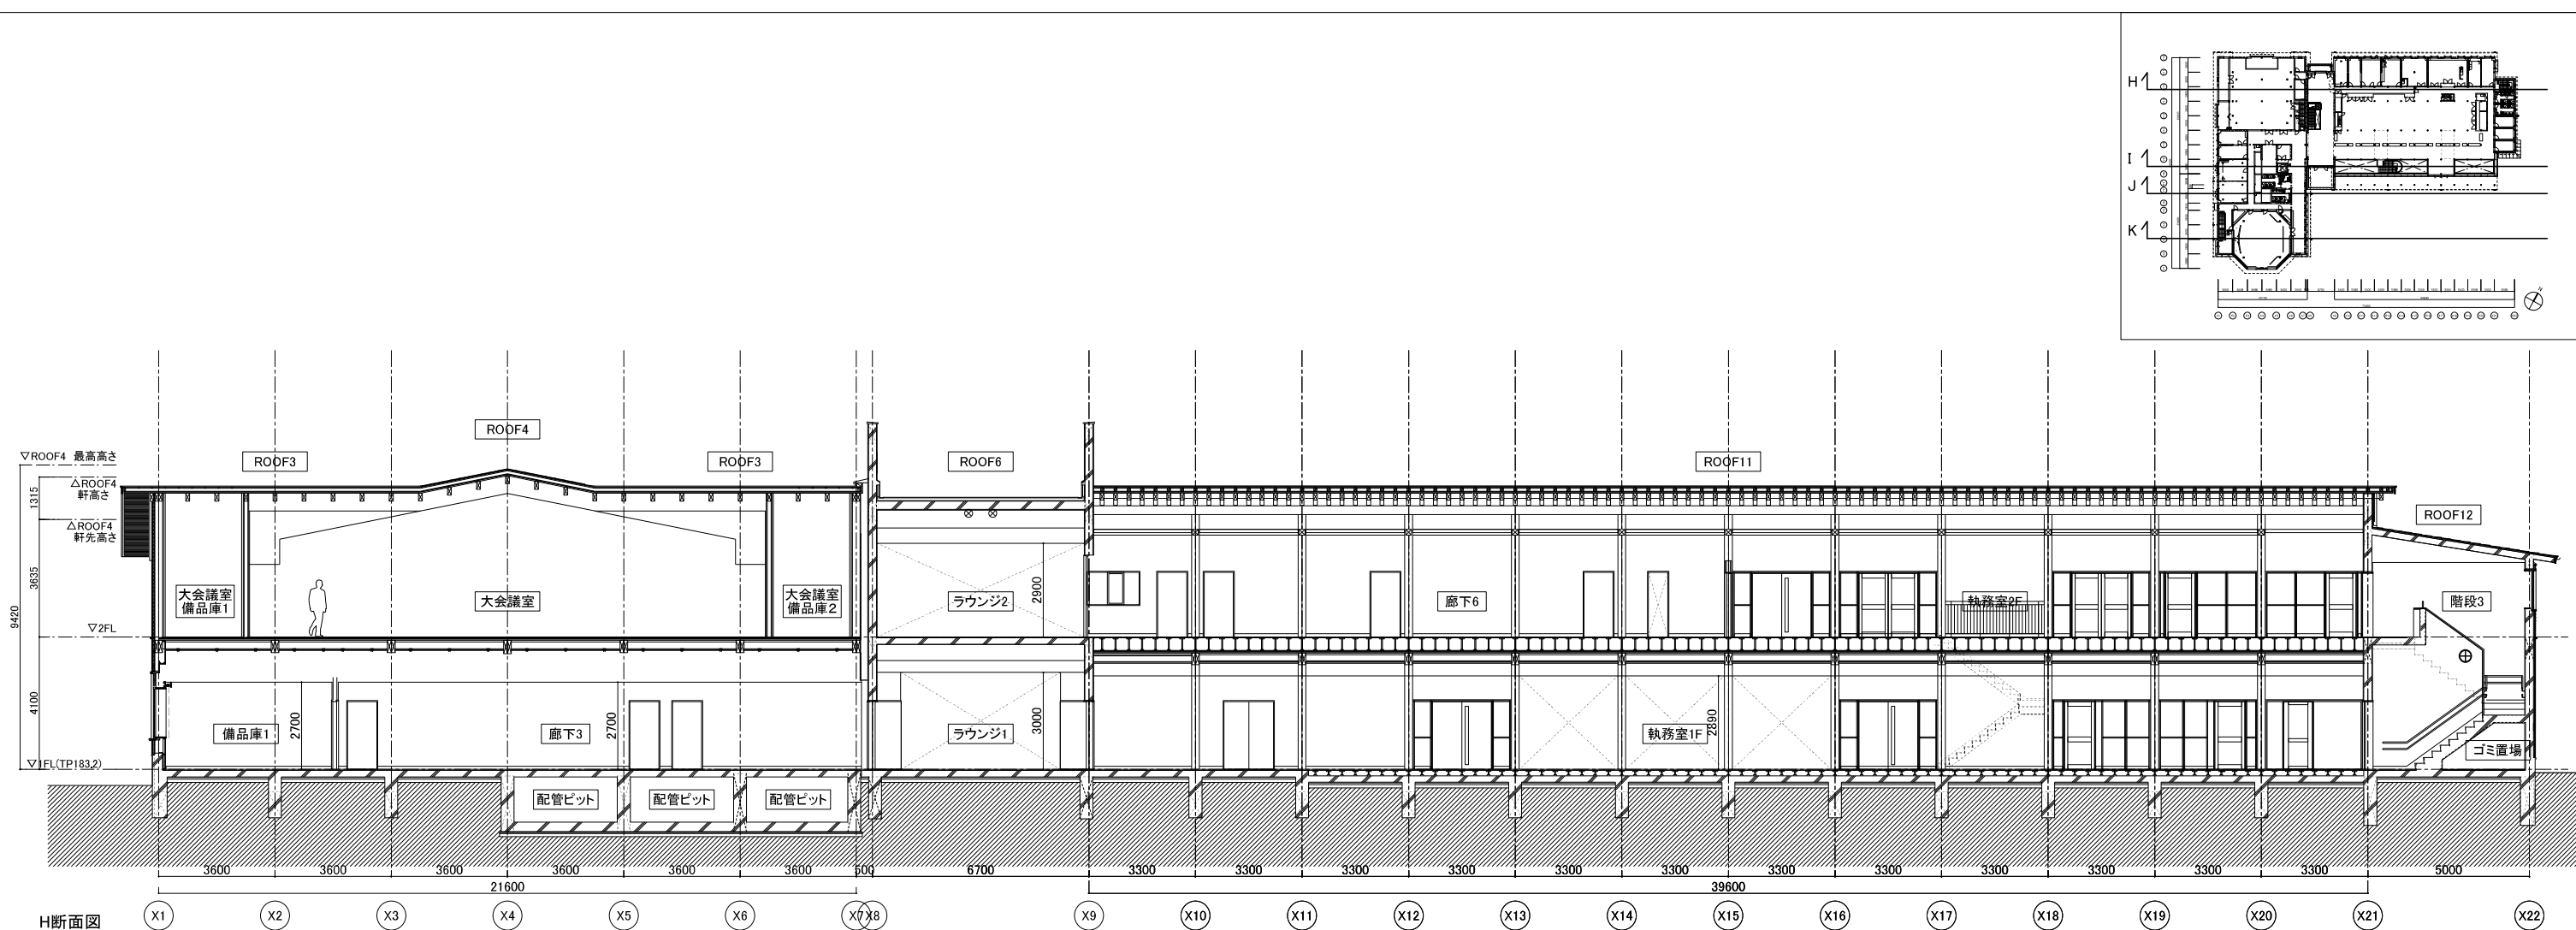 H
I
J
K
N
ROOF4
▽ROOF4 最高高さ
ROOF3
ROOF3
ROOF6
ROOF11
△ROOF4
軒高さ
1315
△ROOF4
軒先高さ
ROOF12
3635
9420
大会議室
備品庫1
大会議室
大会議室
備品庫2
ラウンジ2
2900
廊下6
執務室2F
階段3
▽2FL
4100
備品庫1
2700
廊下3
2700
ラウンジ1
3000
執務室1F
2890
ゴミ置場
▽1FL(TP183.2)
配管ピット
配管ピット
配管ピット
3600
3600
3600
3600
3600
3600
500
6700
3300
3300
3300
3300
3300
3300
3300
3300
3300
3300
3300
3300
5000
21600
39600
H断面図
X1
X2
X3
X4
X5
X6
X7
X8
X9
X10
X11
X12
X13
X14
X15
X16
X17
X18
X19
X20
X21
X22